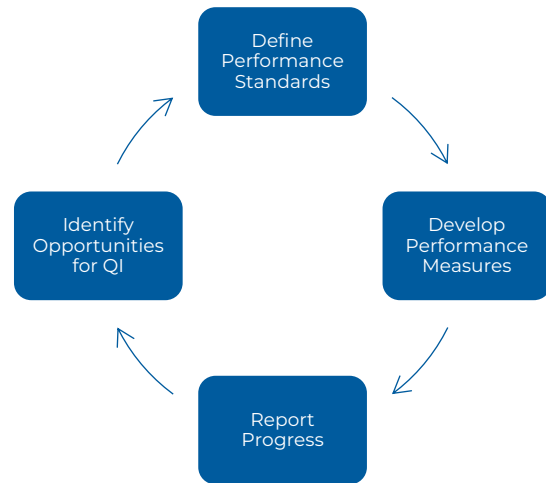 Define
Performance
Standards
Develop
Performance
Measures
Report
Progress
Identify
Opportunities
for QI